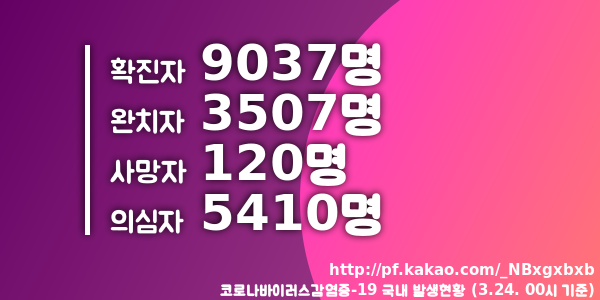 확진자 9037명
완치자 3507명
사망자 120명
의심자 5410명
http://pf.kakao.com/_NBxgxbxb
코로나바이러스감염증-19 국내 발생현황 (3.24. 00시 기준)